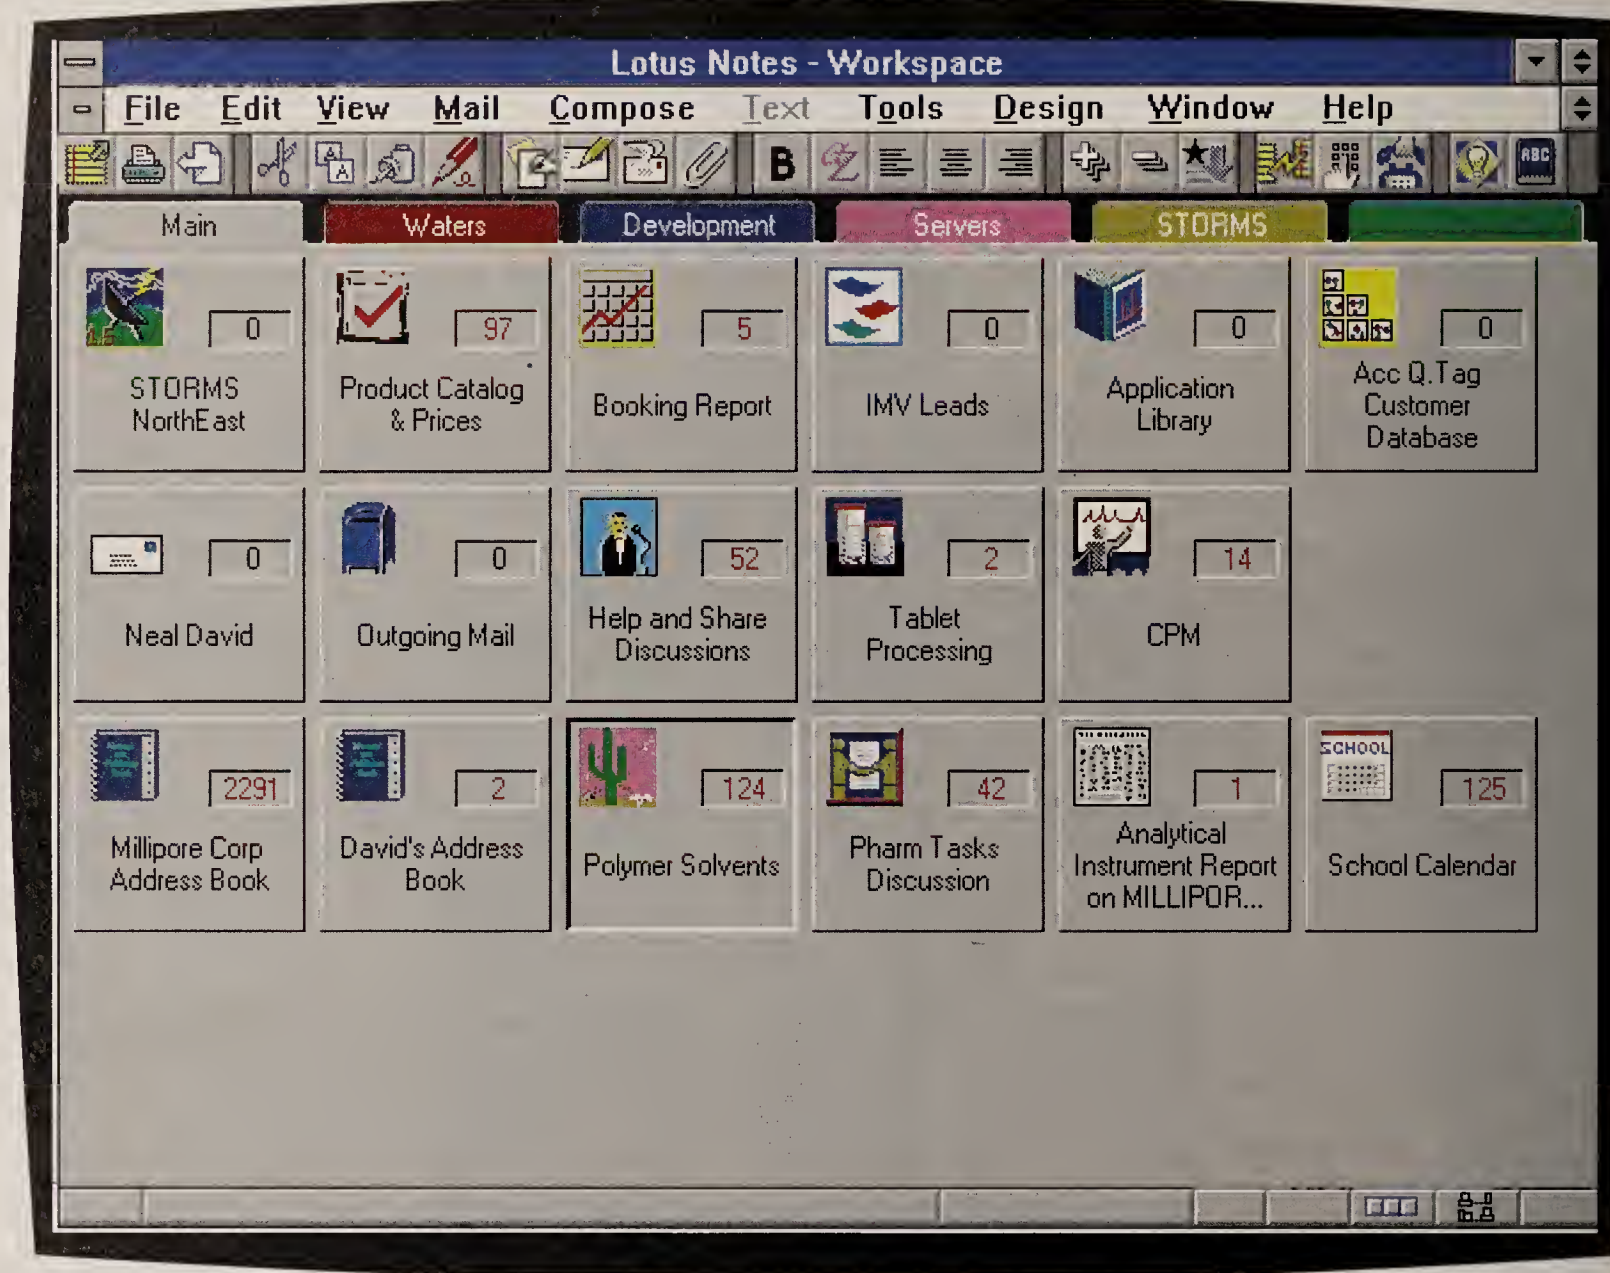 Lotus Notes - Workspace
File Edit View Mail Compose Text Tools Design Window Help
B ABC
Main Waters Development Servers STORMS
1.5
0
STORMS
NorthEast
97
Product Catalog
& Prices
5
Booking Report
0
IMV Leads
0
Application
Library
0
Acc Q.Tag
Customer
Database
0
Neal David
0
Outgoing Mail
52
Help and Share
Discussions
2
Tablet
Processing
14
CPM
2291
Millipore Corp
Address Book
2
David's Address
Book
124
Polymer Solvents
42
Pharm Tasks
Discussion
1
Analytical
Instrument Report
on MILLIPOR...
SCHOOL
125
School Calendar